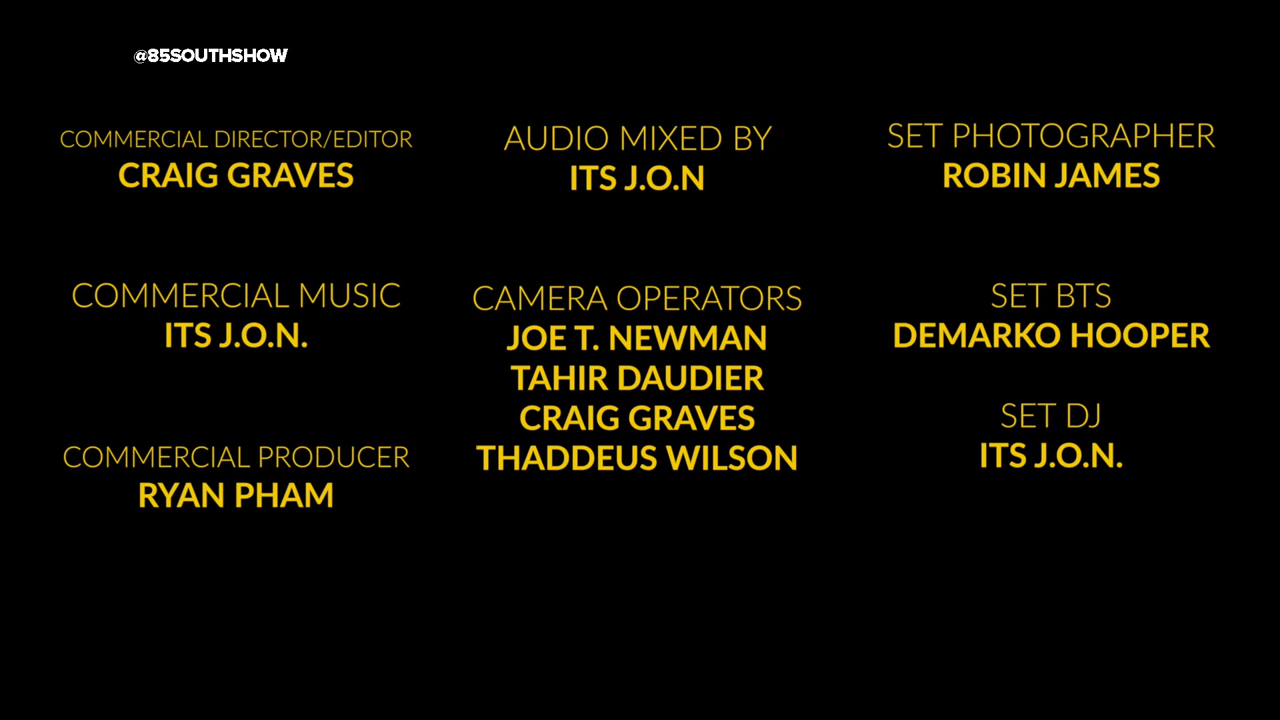 @85SOUTHSHOW
COMMERCIAL DIRECTOR/EDITOR
CRAIG GRAVES
COMMERCIAL MUSIC
ITS J.O.N.
COMMERCIAL PRODUCER
RYAN PHAM
AUDIO MIXED BY
ITS J.O.N
CAMERA OPERATORS
JOE T. NEWMAN
TAHIR DAUDIER
CRAIG GRAVES
THADDEUS WILSON
SET PHOTOGRAPHER
ROBIN JAMES
SET BTS
DEMARKO HOOPER
SET DJ
ITS J.O.N.